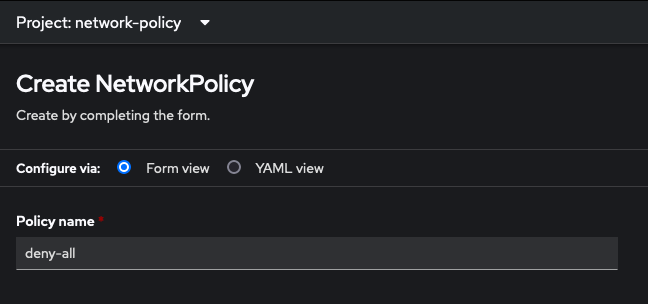 Project: network-policy
Create NetworkPolicy
Create by completing the form.
Configure via: Form view YAML view
Policy name *
deny-all